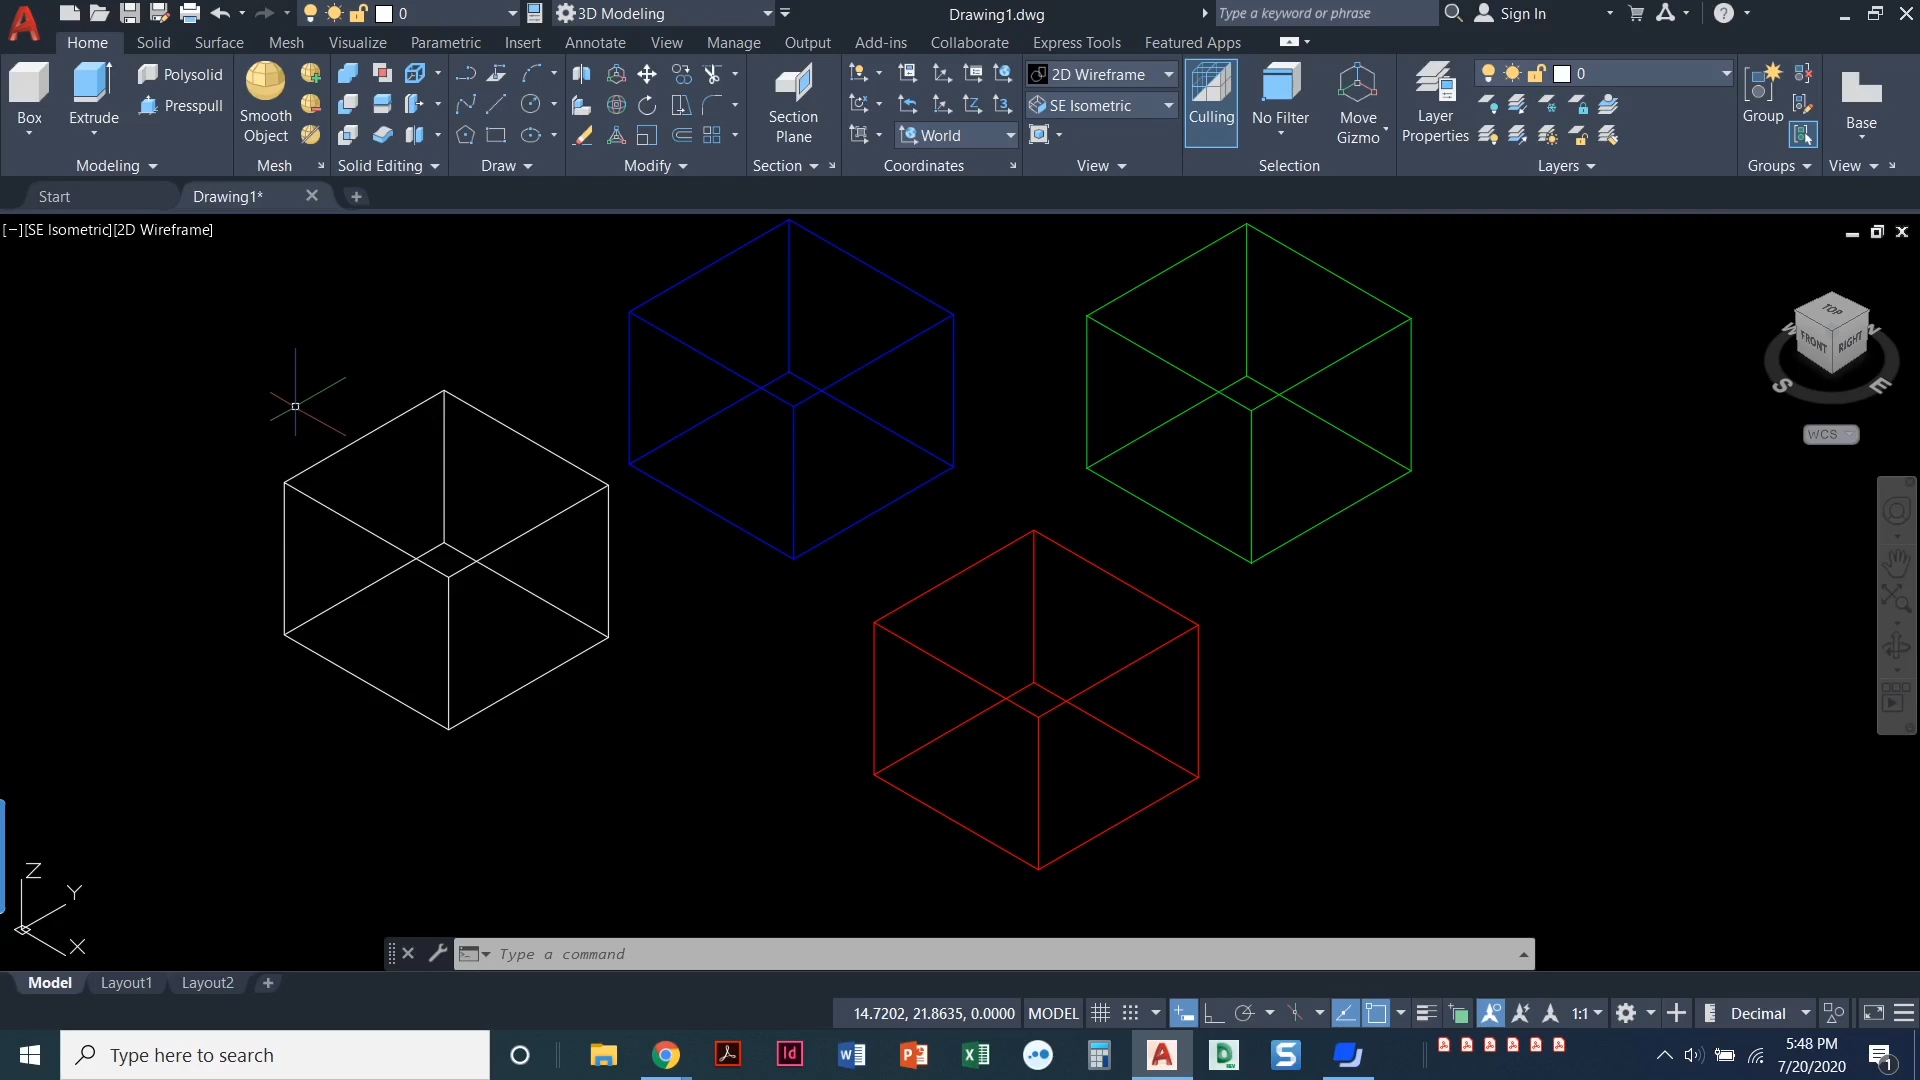 0
3D Modeling
Drawing1.dwg
Type a keyword or phrase
Sign In
Home Solid Surface Mesh Visualize Parametric Insert Annotate View Manage Output Add-ins Collaborate Express Tools Featured Apps
Box
Extrude
Polysolid
Presspull
Modeling
Smooth
Object
Mesh
Solid Editing
Draw
Modify
Section
Plane
Section
World
Coordinates
2D Wireframe
SE Isometric
View
Culling
No Filter
Move
Gizmo
Selection
Layer
Properties
0
Layers
Group
Groups
Base
View
Start
Drawing1*
[−][SE Isometric][2D Wireframe]
TOP
FRONT
RIGHT
W
N
S
E
WCS
Z
Y
X
Type a command
Model
Layout1
Layout2
14.7202, 21.8635, 0.0000
MODEL
1:1
Decimal
Type here to search
5:48 PM
7/20/2020
1